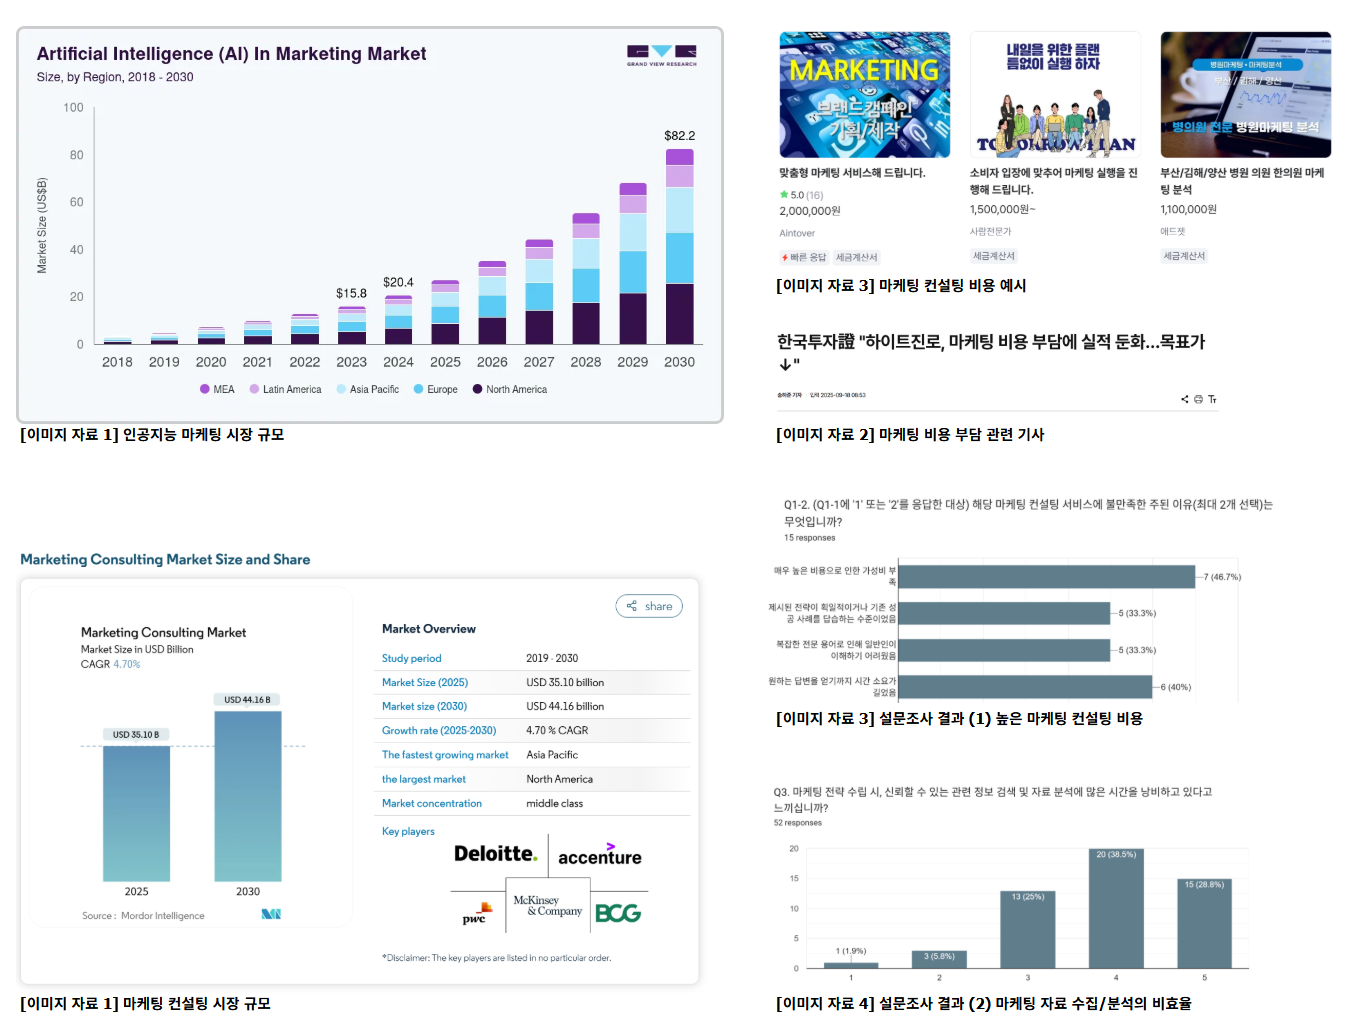 Artificial Intelligence (AI) In Marketing Market
Size, by Region, 2018 - 2030
GRAND VIEW RESEARCH
Market Size (US$B)
100
80
60
40
20
0
$15.8
$20.4
$82.2
2018 2019 2020 2021 2022 2023 2024 2025 2026 2027 2028 2029 2030
MEA Latin America Asia Pacific Europe North America
[이미지 자료 1] 인공지능 마케팅 시장 규모
MARKETING
브랜드캠페인
기획/제작
맞춤형 마케팅 서비스해 드립니다.
5.0 (16)
2,000,000원
Aintover
빠른 응답 세금계산서
내일을 위한 플랜
틈없이 실행 하자
TOMORROW PLAN
소비자 입장에 맞추어 마케팅 실행을 진
행해 드립니다.
1,500,000원~
사람전문가
세금계산서
병원마케팅 • 마케팅분석
부산 / 김해 / 양산
병의원 전문 병원마케팅 분석
부산/김해/양산 병원 의원 한의원 마케
팅 분석
1,100,000원
애드젯
세금계산서
[이미지 자료 3] 마케팅 컨설팅 비용 예시
한국투자證 "하이트진로, 마케팅 비용 부담에 실적 둔화...목표가
↓"
송하준 기자 입력 2025-09-18 08:53
[이미지 자료 2] 마케팅 비용 부담 관련 기사
Marketing Consulting Market Size and Share
share
Marketing Consulting Market
Market Size in USD Billion
CAGR 4.70%
USD 35.10 B
USD 44.16 B
2025 2030
Source : Mordor Intelligence
Market Overview
Study period 2019 - 2030
Market Size (2025) USD 35.10 billion
Market size (2030) USD 44.16 billion
Growth rate (2025-2030) 4.70 % CAGR
The fastest growing market Asia Pacific
the largest market North America
Market concentration middle class
Key players
Deloitte. accenture
pwc McKinsey & Company BCG
*Disclaimer: The key players are listed in no particular order.
[이미지 자료 1] 마케팅 컨설팅 시장 규모
Q1-2. (Q1-1에 '1' 또는 '2'를 응답한 대상) 해당 마케팅 컨설팅 서비스에 불만족한 주된 이유(최대 2개 선택)는
무엇입니까?
15 responses
매우 높은 비용으로 인한 가성비 부
족
7 (46.7%)
제시된 전략이 획일적이거나 기존 성
공 사례를 답습하는 수준이었음
5 (33.3%)
복잡한 전문 용어로 인해 일반인이
이해하기 어려웠음
5 (33.3%)
원하는 답변을 얻기까지 시간 소요가
길었음
6 (40%)
[이미지 자료 3] 설문조사 결과 (1) 높은 마케팅 컨설팅 비용
Q3. 마케팅 전략 수립 시, 신뢰할 수 있는 관련 정보 검색 및 자료 분석에 많은 시간을 낭비하고 있다고
느끼십니까?
52 responses
20
15
10
5
0
1 (1.9%)
3 (5.8%)
13 (25%)
20 (38.5%)
15 (28.8%)
1 2 3 4 5
[이미지 자료 4] 설문조사 결과 (2) 마케팅 자료 수집/분석의 비효율